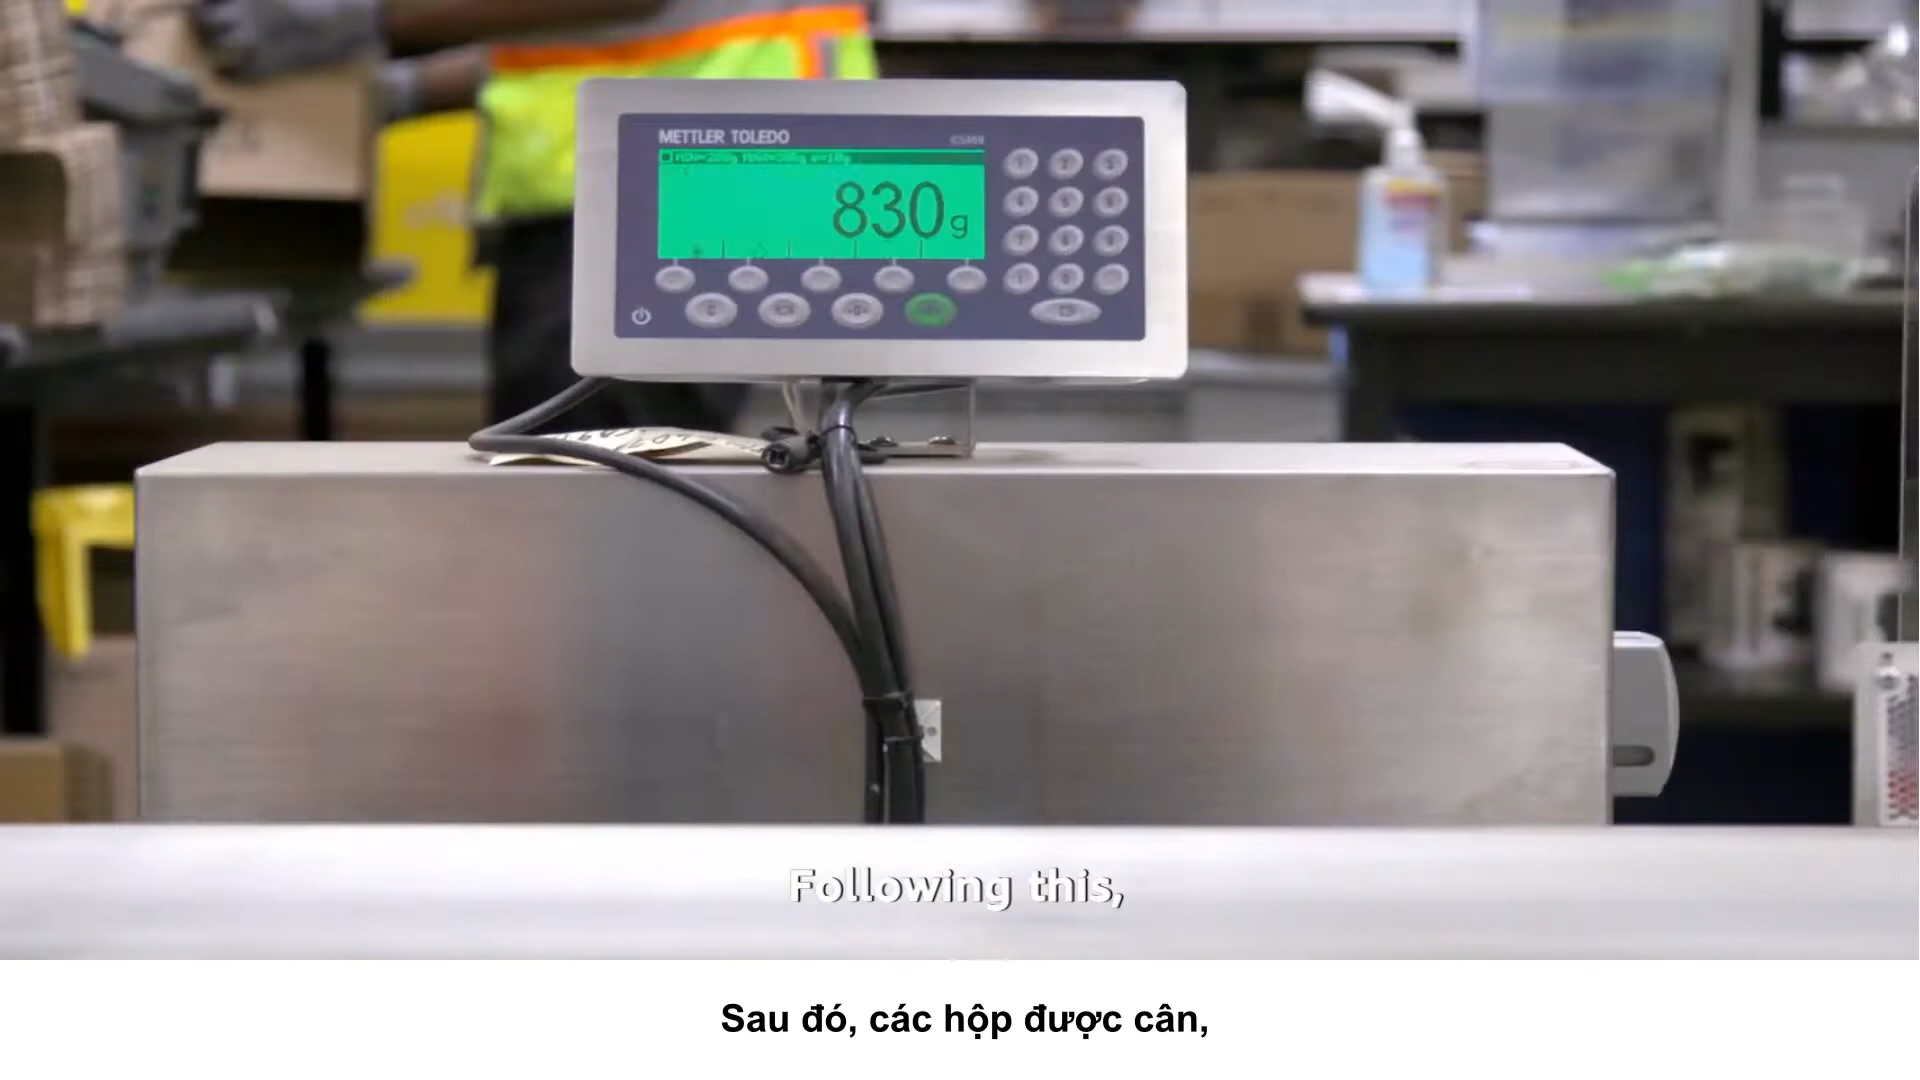 METTLER TOLEDO
830g
Following this,
Sau đó, các hộp được cân,